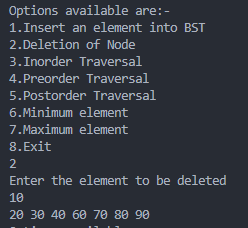 Options available are:-
1.Insert an element into BST
2.Deletion of Node
3.Inorder Traversal
4.Preorder Traversal
5.Postorder Traversal
6.Minimum element
7.Maximum element
8.Exit
2
Enter the element to be deleted
10
20 30 40 60 70 80 90